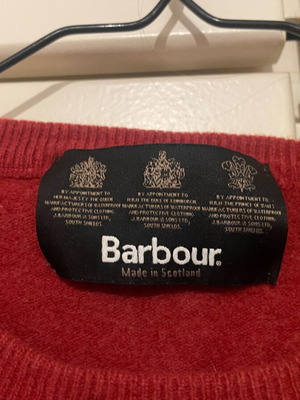 BY APPOINTMENT TO
HER MAJESTY THE QUEEN
MANUFACTURERS OF WATERPROOF
AND PROTECTIVE CLOTHING
J.BARBOUR & SONS LTD,
SOUTH SHIELDS.
BY APPOINTMENT TO
H.R.H. THE DUKE OF EDINBURGH
MANUFACTURERS OF WATERPROOF
AND PROTECTIVE CLOTHING
J.BARBOUR & SONS LTD,
SOUTH SHIELDS.
BY APPOINTMENT TO
H.R.H. THE PRINCE OF WALES
MANUFACTURERS OF WATERPROOF
AND PROTECTIVE CLOTHING
J.BARBOUR & SONS LTD,
SOUTH SHIELDS.
Barbour.
Made in Scotland